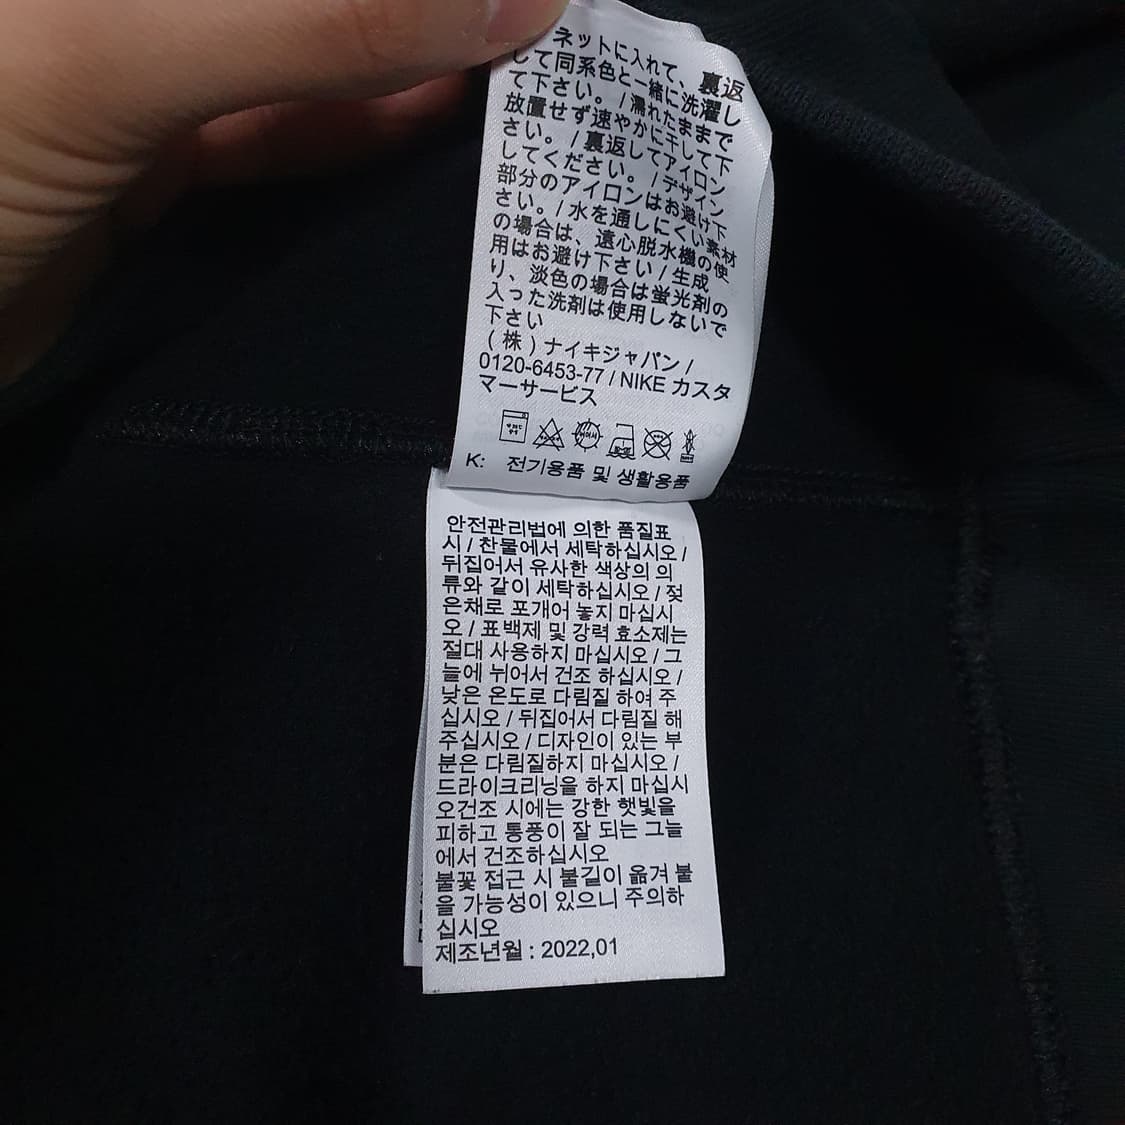 ネットに入れて、裏返
して同系色と一緒に洗濯し
て下さい。/濡れたままで
放置せず速やかに干して下
さい。/裏返してアイロン
してください。/デザイン
部分のアイロンはお避け下
さい。/水を通しにくい素材
の場合は、遠心脱水機の使
用はお避け下さい/生成
り、淡色の場合は蛍光剤の
入った洗剤は使用しないで
下さい
(株)ナイキジャパン/
0120-6453-77 / NIKE カスタ
マーサービス
K: 전기용품 및 생활용품
안전관리법에 의한 품질표
시 / 찬물에서 세탁하십시오 /
뒤집어서 유사한 색상의 의
류와 같이 세탁하십시오 / 젖
은채로 포개어 놓지 마십시
오 / 표백제 및 강력 효소제는
절대 사용하지 마십시오 / 그
늘에 뉘어서 건조 하십시오 /
낮은 온도로 다림질 하여 주
십시오 / 뒤집어서 다림질 해
주십시오 / 디자인이 있는 부
분은 다림질하지 마십시오 /
드라이크리닝을 하지 마십시
오건조 시에는 강한 햇빛을
피하고 통풍이 잘 되는 그늘
에서 건조하십시오
불꽃 접근 시 불길이 옮겨 붙
을 가능성이 있으니 주의하
십시오
제조년월 : 2022,01